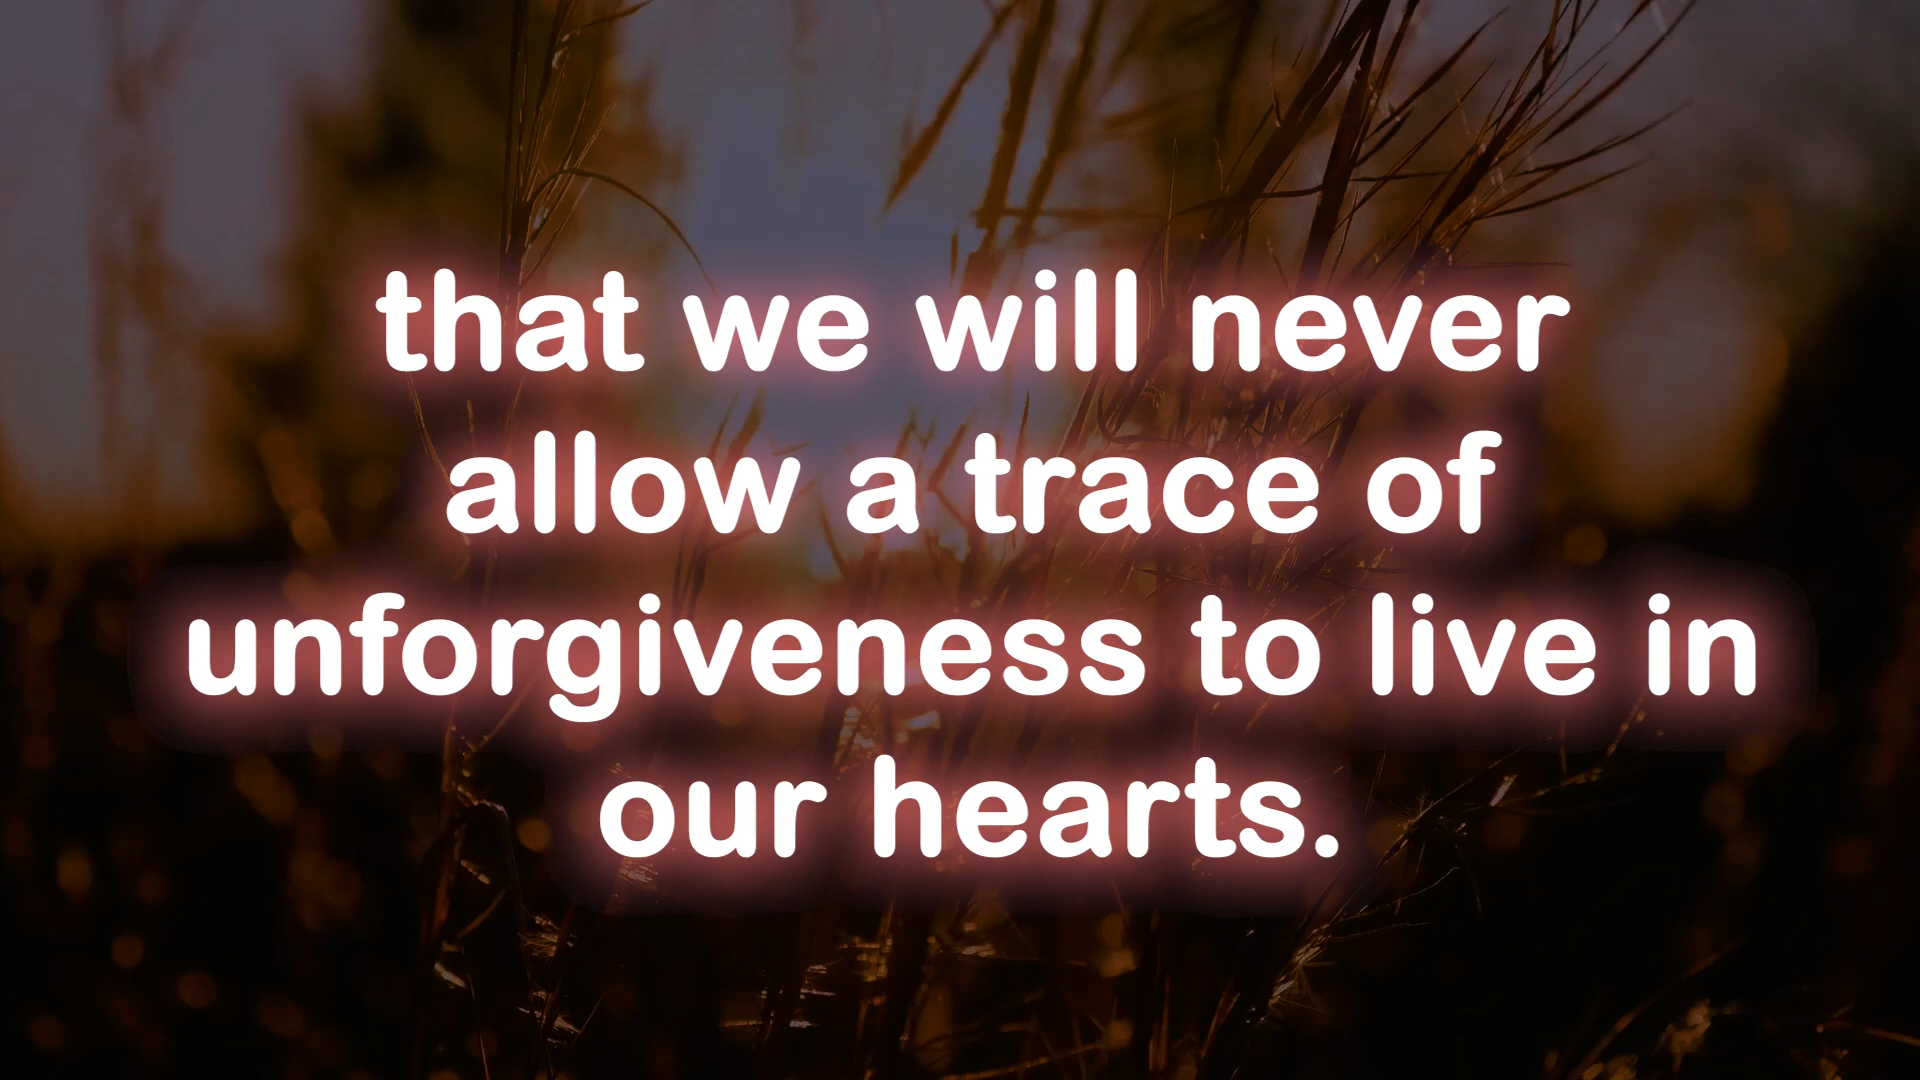 that we will never
allow a trace of
unforgiveness to live in
our hearts.